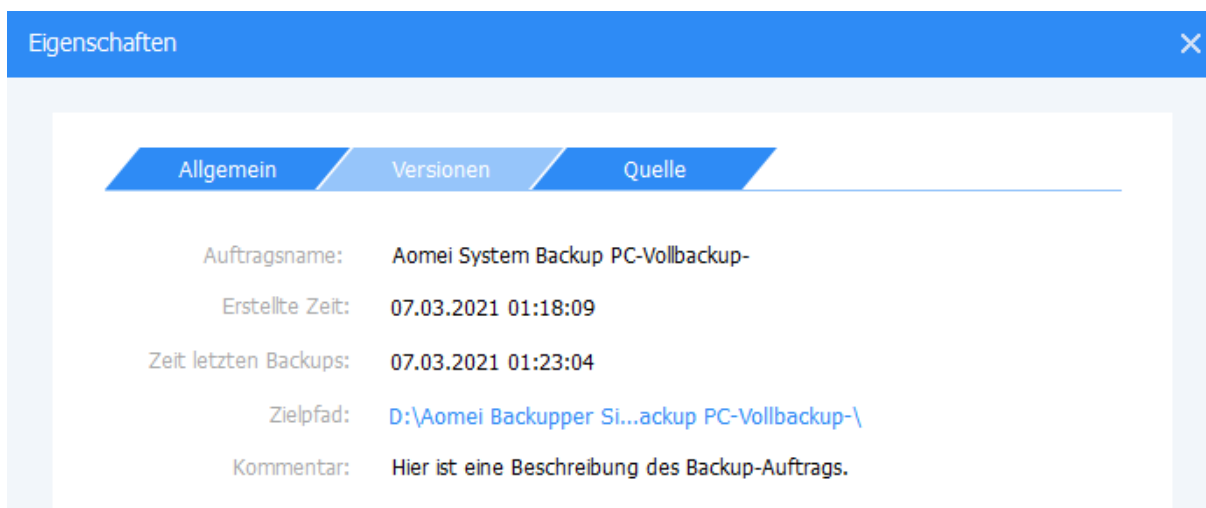 Eigenschaften
Allgemein Versionen Quelle
Auftragsname: Aomei System Backup PC-Vollbackup-
Erstellte Zeit: 07.03.2021 01:18:09
Zeit letzten Backups: 07.03.2021 01:23:04
Zielpfad: D:\Aomei Backupper Si...ackup PC-Vollbackup-\
Kommentar: Hier ist eine Beschreibung des Backup-Auftrags.